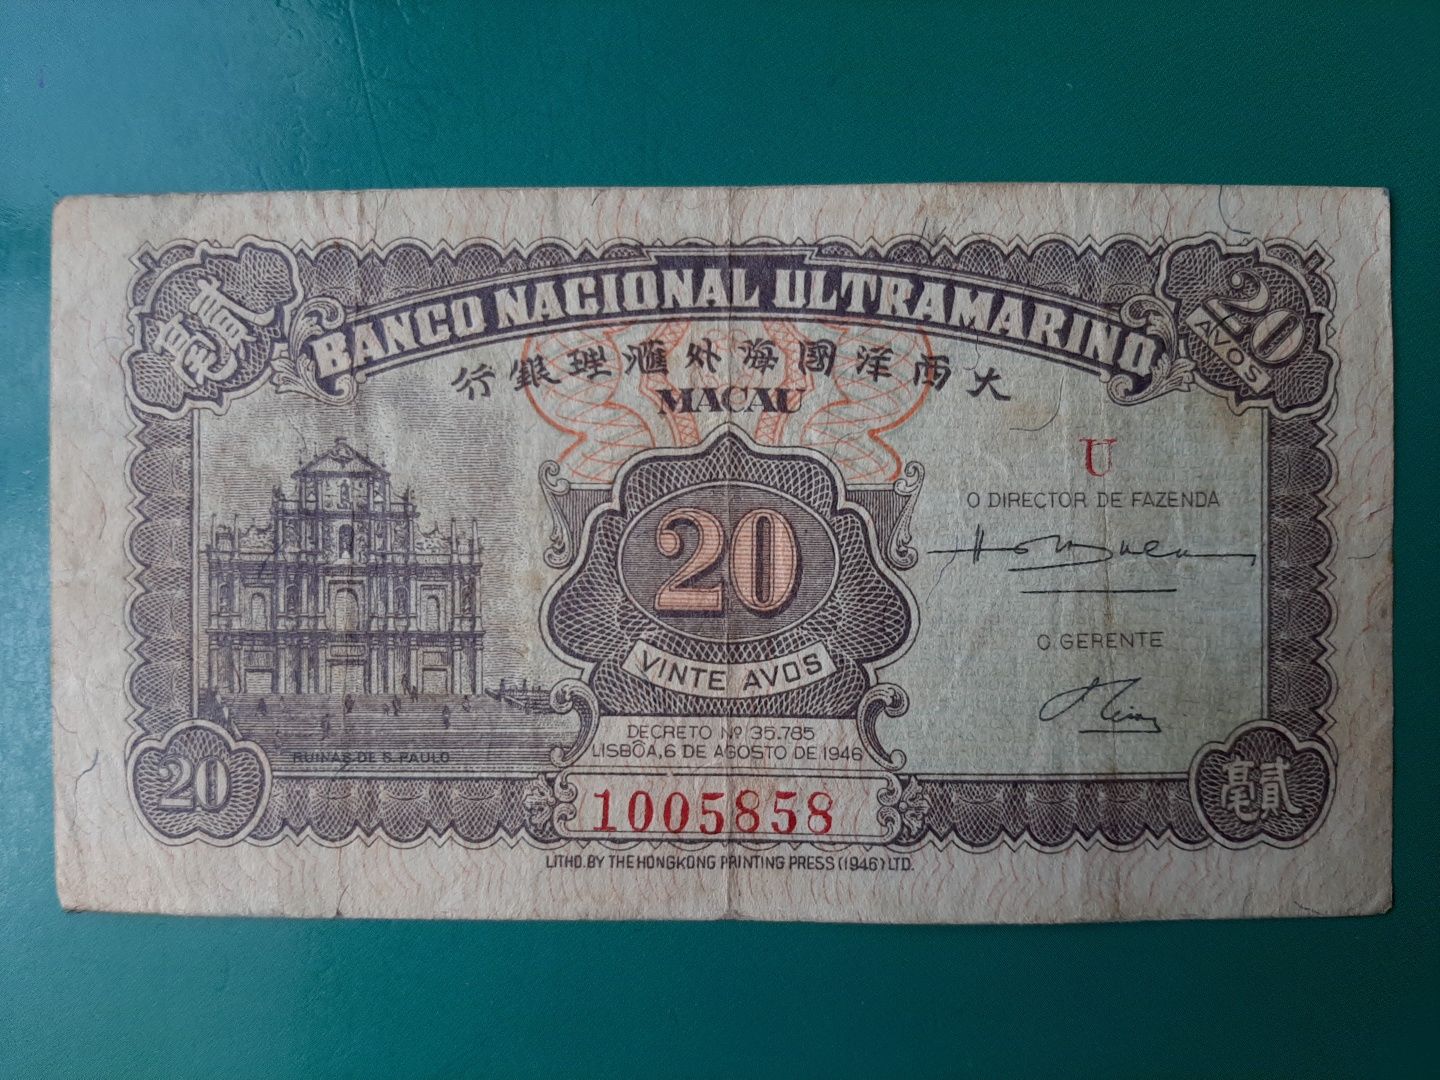 貳毫
BANCO NACIONAL ULTRAMARINO
20
AVOS
行銀理滙外海國洋西大
MACAU
U
O DIRECTOR DE FAZENDA
20
VINTE AVOS
O GERENTE
DECRETO Nº 35.785
LISBÔA, 6 DE AGOSTO DE 1946
RUINAS DE S. PAULO
20
1005858
毫貳
LITHO. BY THE HONGKONG PRINTING PRESS (1946) LTD.